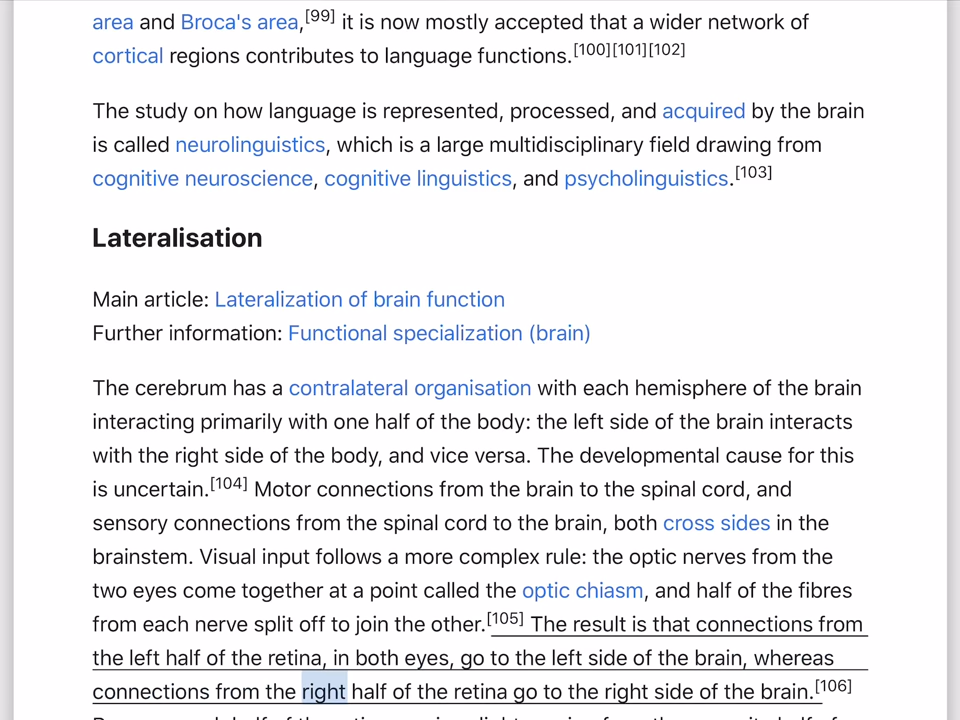 area and Broca's area,[99] it is now mostly accepted that a wider network of
cortical regions contributes to language functions.[100][101][102]
The study on how language is represented, processed, and acquired by the brain
is called neurolinguistics, which is a large multidisciplinary field drawing from
cognitive neuroscience, cognitive linguistics, and psycholinguistics.[103]
Lateralisation
Main article: Lateralization of brain function
Further information: Functional specialization (brain)
The cerebrum has a contralateral organisation with each hemisphere of the brain
interacting primarily with one half of the body: the left side of the brain interacts
with the right side of the body, and vice versa. The developmental cause for this
is uncertain.[104] Motor connections from the brain to the spinal cord, and
sensory connections from the spinal cord to the brain, both cross sides in the
brainstem. Visual input follows a more complex rule: the optic nerves from the
two eyes come together at a point called the optic chiasm, and half of the fibres
from each nerve split off to join the other.[105] The result is that connections from
the left half of the retina, in both eyes, go to the left side of the brain, whereas
connections from the right half of the retina go to the right side of the brain.[106]